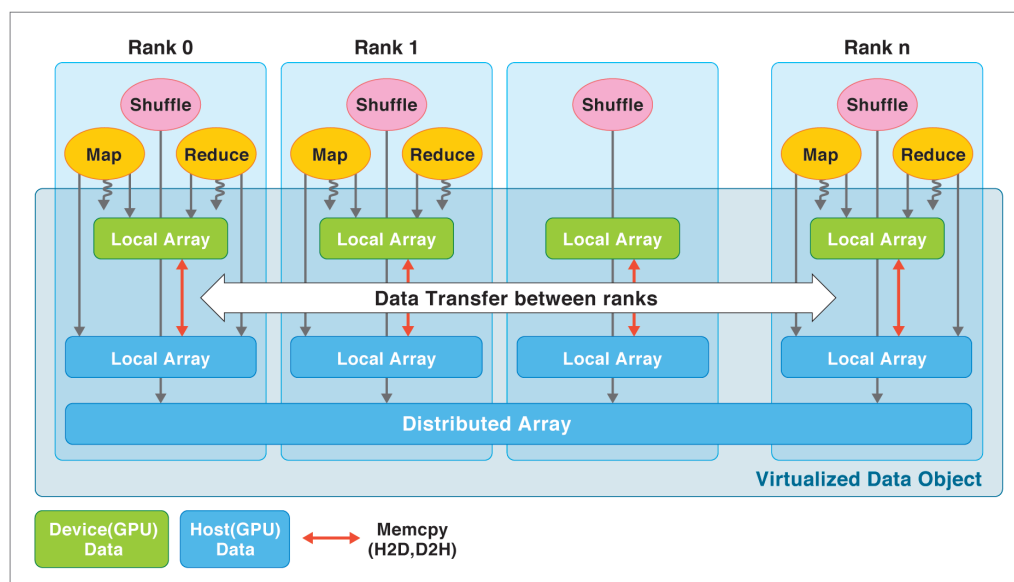 Rank 0
Rank 1
Rank n
Shuffle
Shuffle
Shuffle
Shuffle
Map
Reduce
Map
Reduce
Map
Reduce
Local Array
Local Array
Local Array
Local Array
Data Transfer between ranks
Local Array
Local Array
Local Array
Local Array
Distributed Array
Virtualized Data Object
Device(GPU)
Data
Host(GPU)
Data
Memcpy
(H2D,D2H)